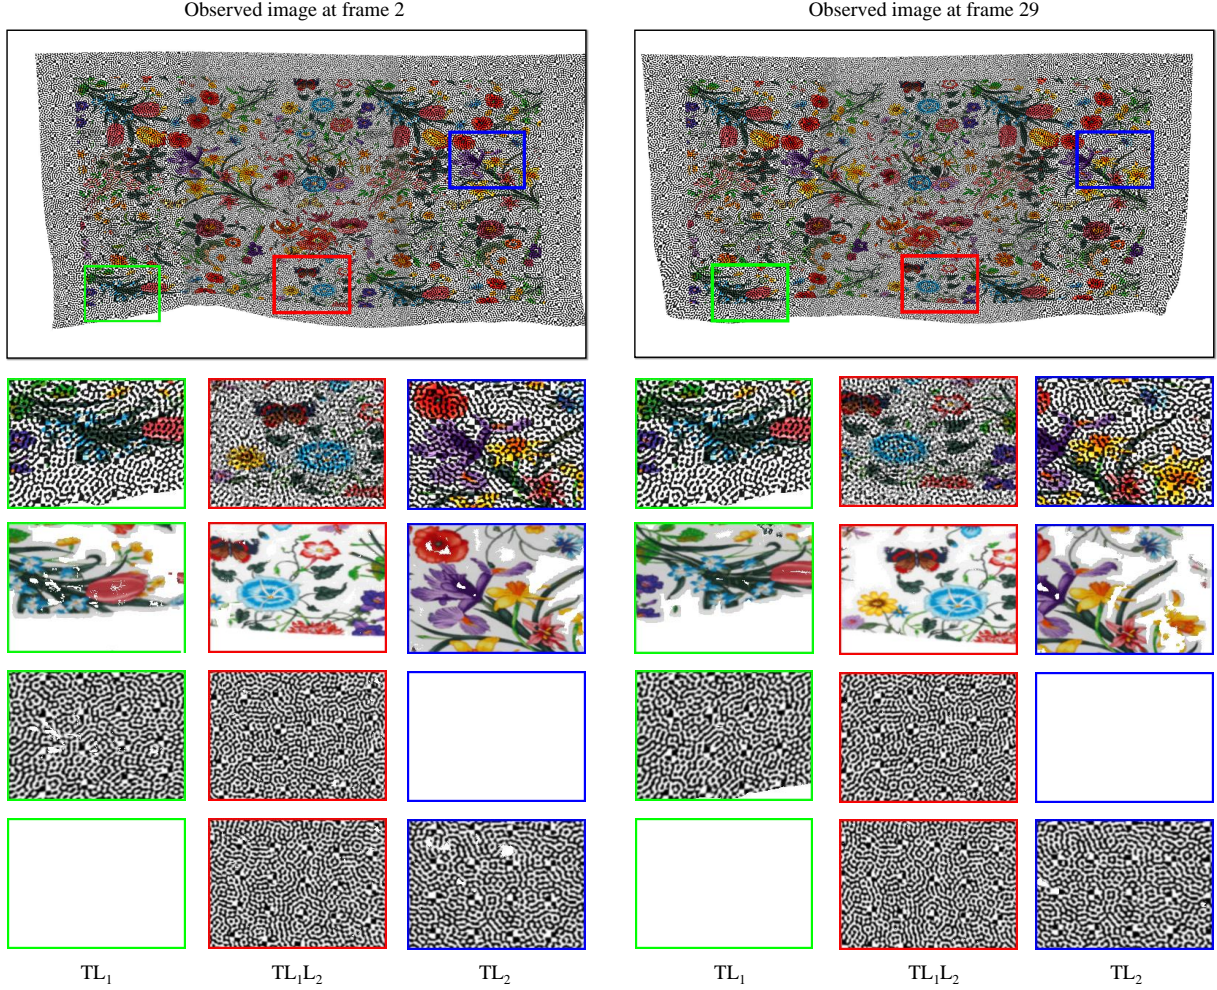 Observed image at frame 2
Observed image at frame 29
TL₁
TL₁L₂
TL₂
TL₁
TL₁L₂
TL₂